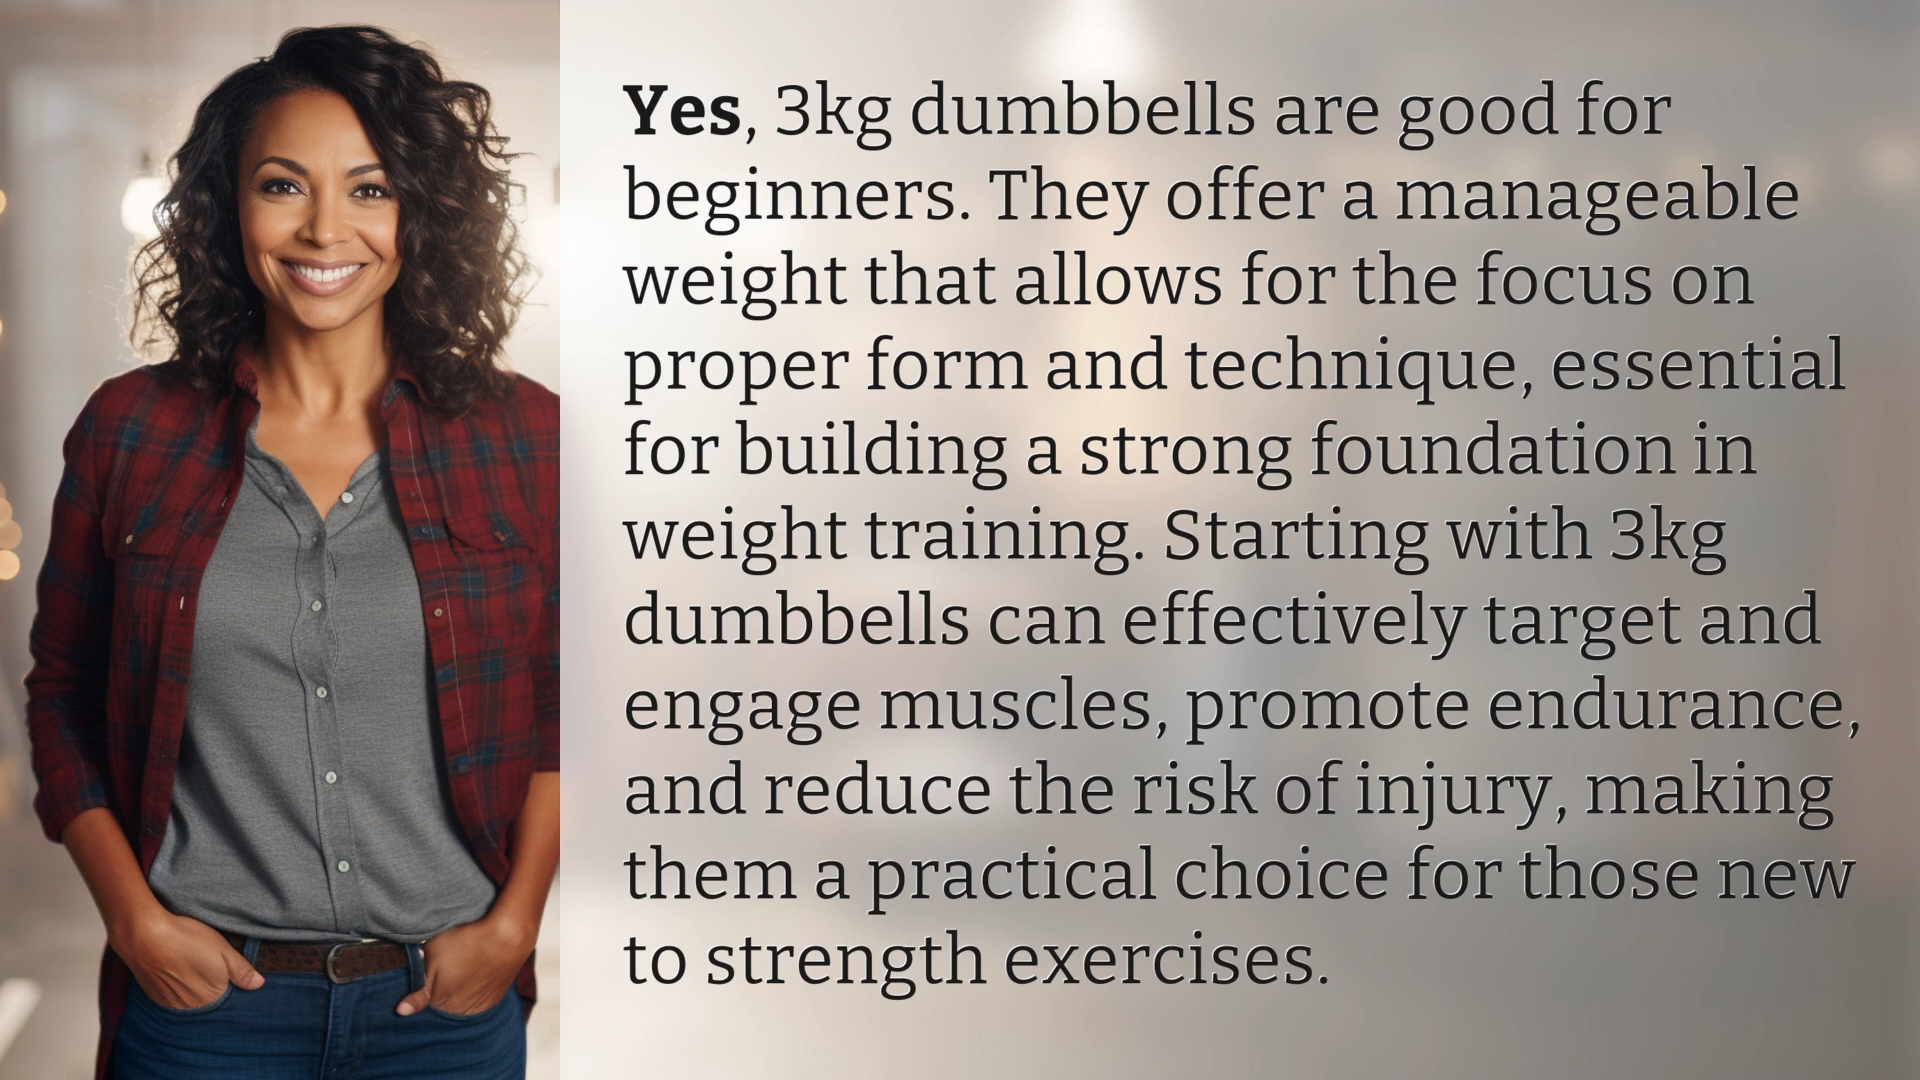 Yes, 3kg dumbbells are good for
beginners. They offer a manageable
weight that allows for the focus on
proper form and technique, essential
for building a strong foundation in
weight training. Starting with 3kg
dumbbells can effectively target and
engage muscles, promote endurance,
and reduce the risk of injury, making
them a practical choice for those new
to strength exercises.